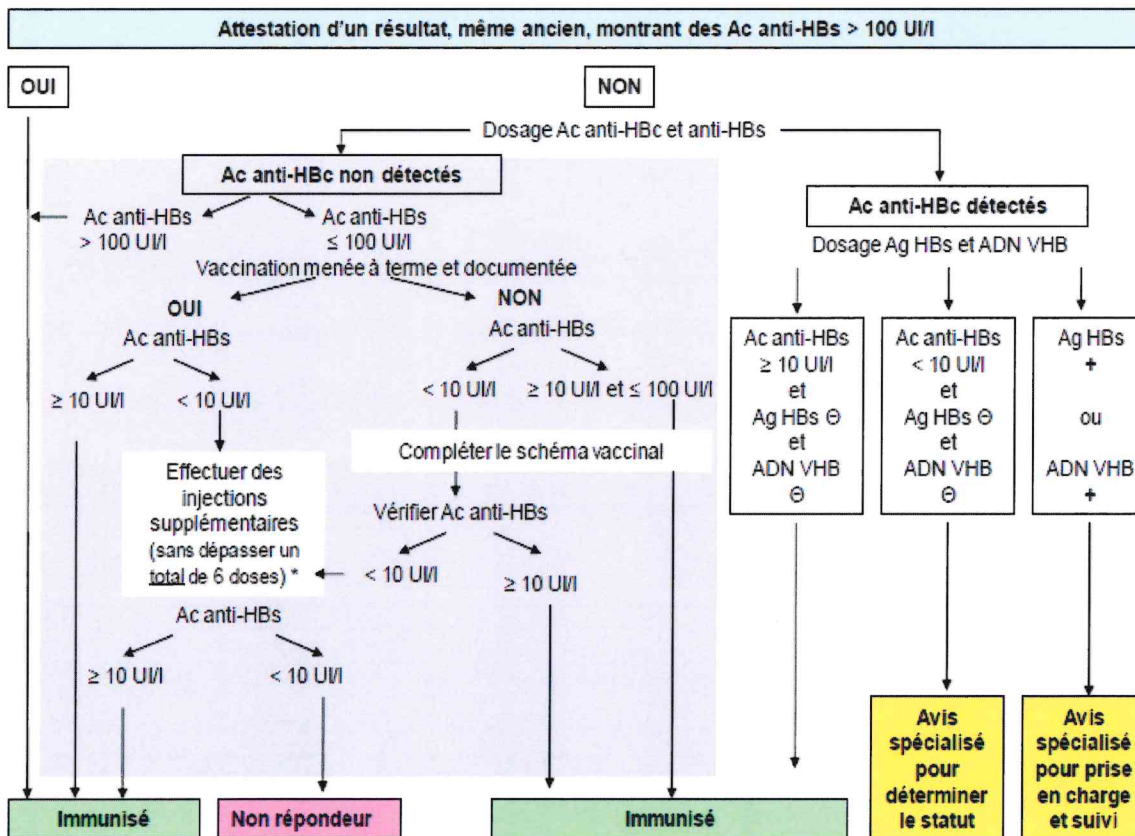 Attestation d'un résultat, même ancien, montrant des Ac anti-HBs > 100 UI/l
OUI
NON
Dosage Ac anti-HBc et anti-HBs
Ac anti-HBc non détectés
Ac anti-HBs
> 100 UI/l
Ac anti-HBs
≤ 100 UI/l
Vaccination menée à terme et documentée
OUI
Ac anti-HBs
≥ 10 UI/l
< 10 UI/l
Effectuer des
injections
supplémentaires
(sans dépasser un
total de 6 doses) *
Ac anti-HBs
≥ 10 UI/l
< 10 UI/l
NON
Ac anti-HBs
< 10 UI/l
≥ 10 UI/l et ≤ 100 UI/l
Compléter le schéma vaccinal
Vérifier Ac anti-HBs
< 10 UI/l
≥ 10 UI/l
Ac anti-HBc détectés
Dosage Ag HBs et ADN VHB
Ac anti-HBs
≥ 10 UI/l
et
Ag HBs Θ
et
ADN VHB
Θ
Ac anti-HBs
< 10 UI/l
et
Ag HBs Θ
et
ADN VHB
Θ
Ag HBs
+
ou
ADN VHB
+
Immunisé
Non répondeur
Immunisé
Avis
spécialisé
pour
déterminer
le statut
Avis
spécialisé
pour prise
en charge
et suivi